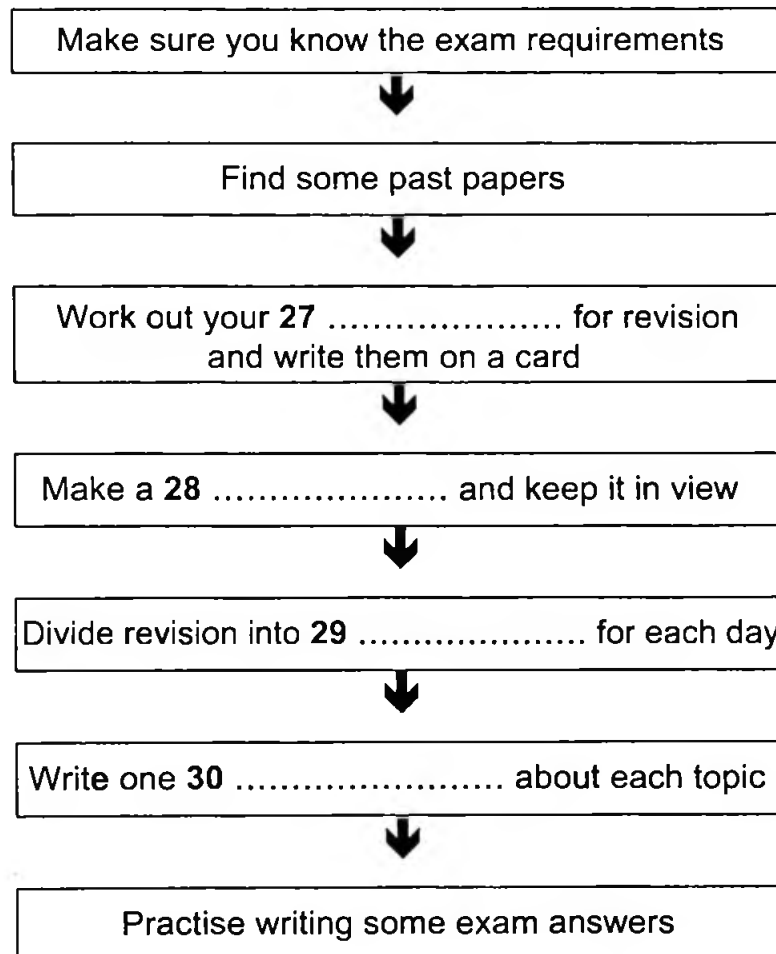 Make sure you know the exam requirements
Find some past papers
Work out your 27 ...................... for revision
and write them on a card
Make a 28 ...................... and keep it in view
Divide revision into 29 ...................... for each day
Write one 30 ......................... about each topic
Practise writing some exam answers